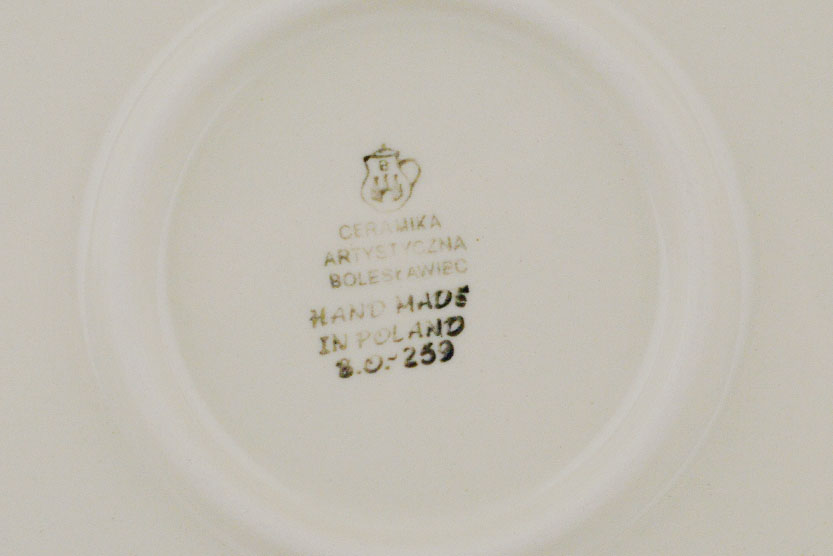 B
CERAMIKA
ARTYSTYCZNA
BOLESŁAWIEC
HAND MADE
IN POLAND
B.O.-259